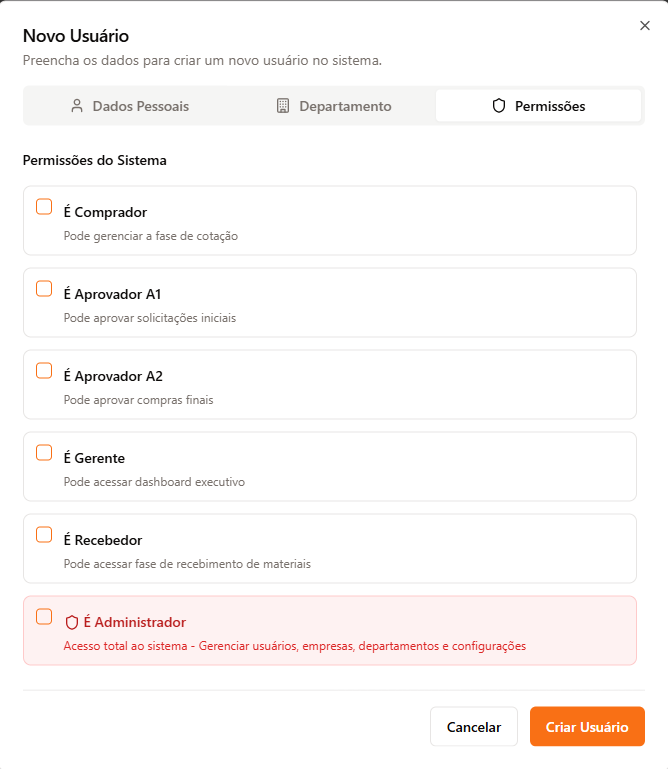 Novo Usuário
Preencha os dados para criar um novo usuário no sistema.
Dados Pessoais
Departamento
Permissões
Permissões do Sistema
É Comprador
Pode gerenciar a fase de cotação
É Aprovador A1
Pode aprovar solicitações iniciais
É Aprovador A2
Pode aprovar compras finais
É Gerente
Pode acessar dashboard executivo
É Recebedor
Pode acessar fase de recebimento de materiais
É Administrador
Acesso total ao sistema - Gerenciar usuários, empresas, departamentos e configurações
Cancelar
Criar Usuário